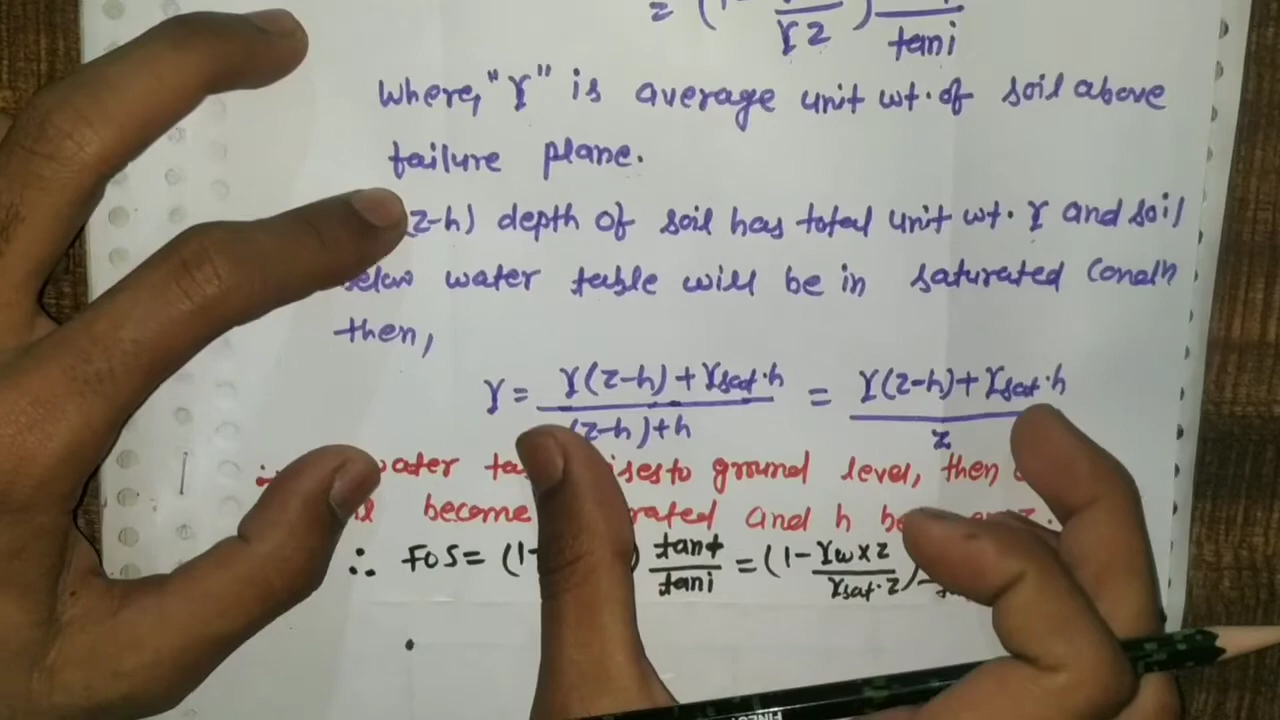 = (1-
γz) tani
where, "γ" is average unit wt. of soil above
failure plane.
(z-h) depth of soil has total unit wt. γ and soil
below water table will be in saturated condn
then,
γ = γ(z-h) + γsat.h / (z-h)+h = γ(z-h) + γsat.h / z
∴ water rises to ground level, then
become and h
∴ FOS = (1- ) tanφ/tani = (1- γw×z / γsat.z)
FINEST